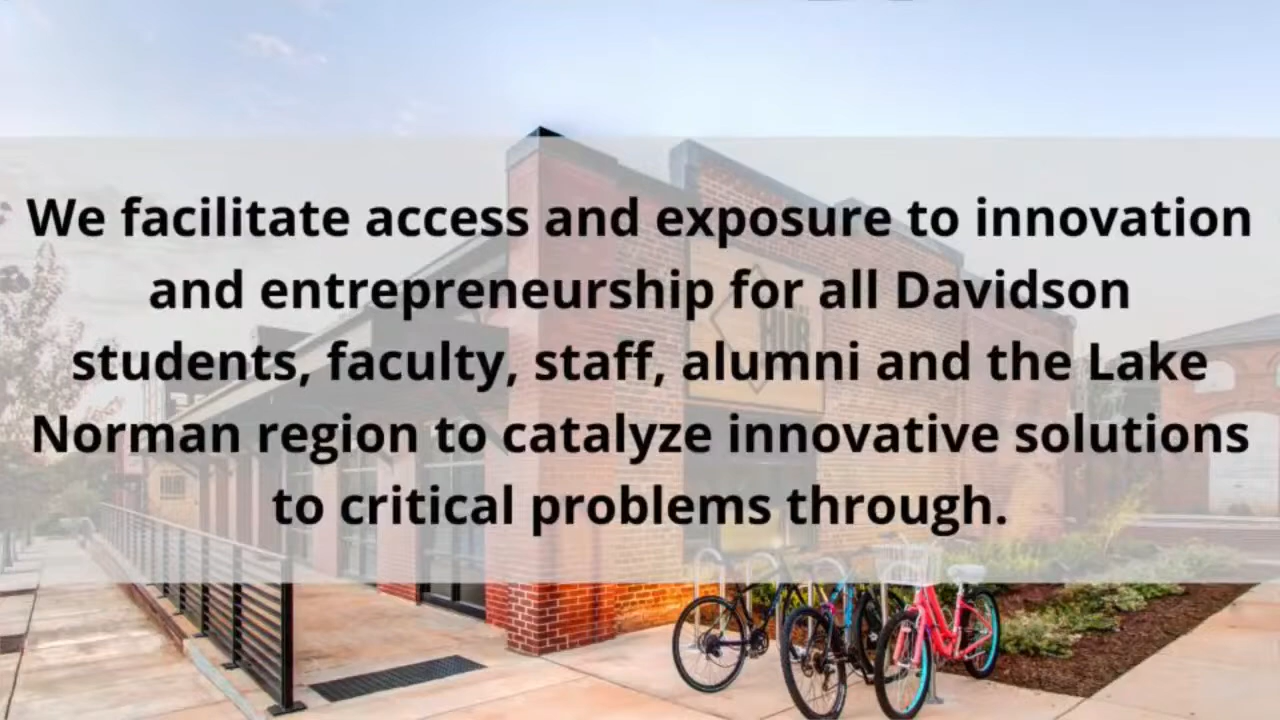 We facilitate access and exposure to innovation
and entrepreneurship for all Davidson
students, faculty, staff, alumni and the Lake
Norman region to catalyze innovative solutions
to critical problems through.
HUB